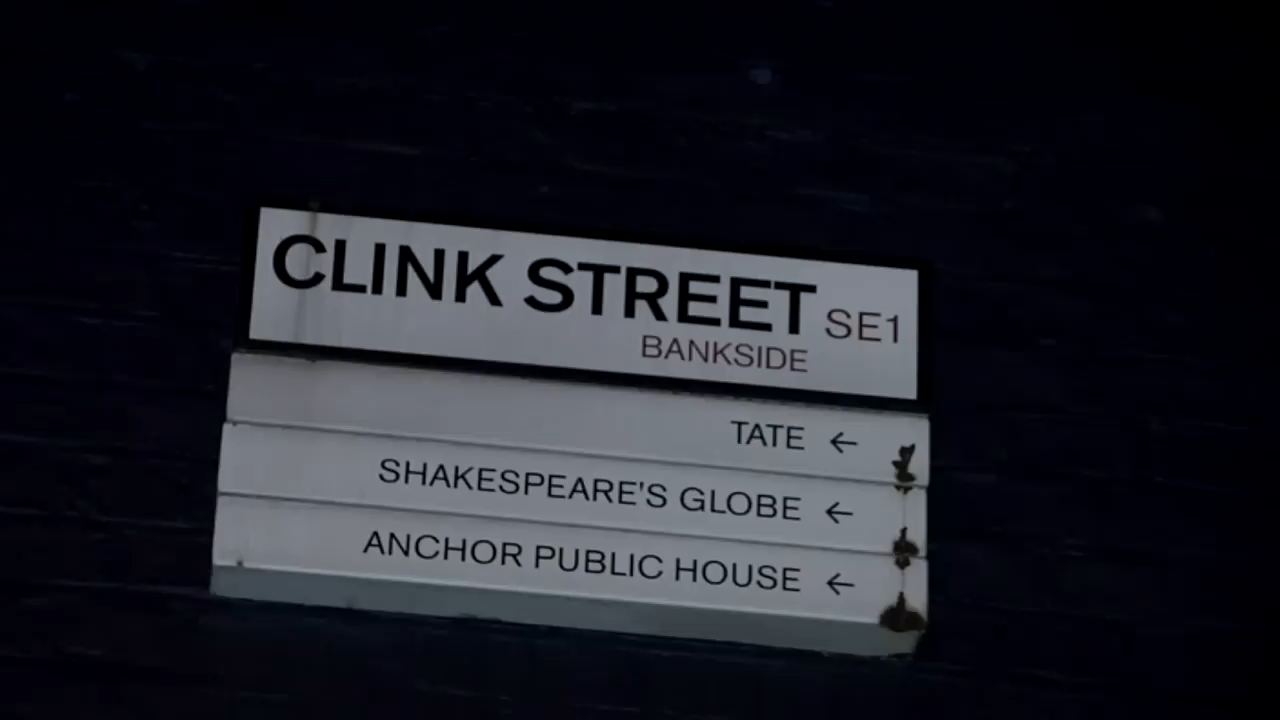 CLINK STREET SE1
BANKSIDE
TATE ←
SHAKESPEARE'S GLOBE ←
ANCHOR PUBLIC HOUSE ←